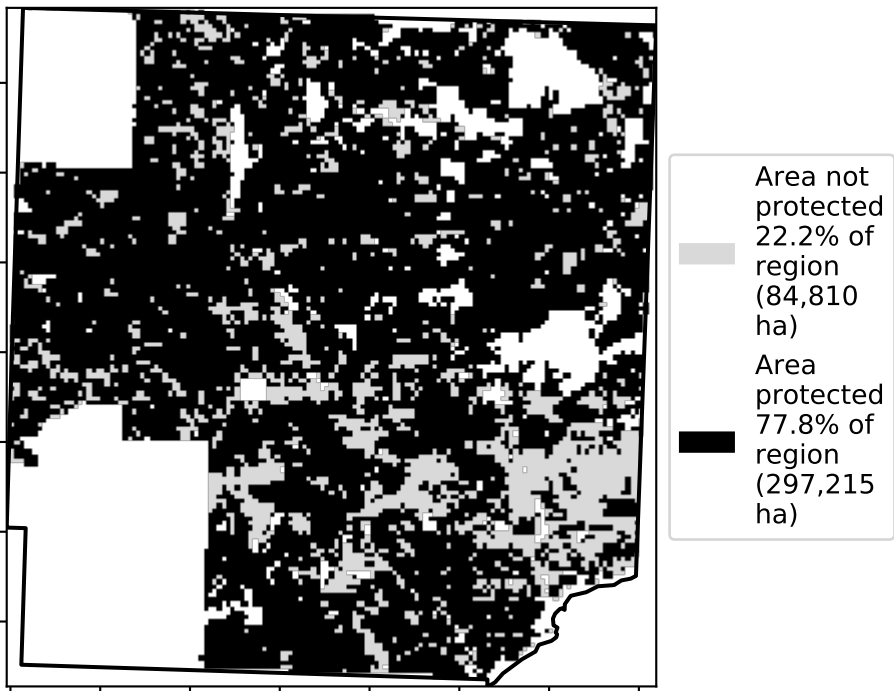 Area not
protected
22.2% of
region
(84,810
ha)
Area
protected
77.8% of
region
(297,215
ha)